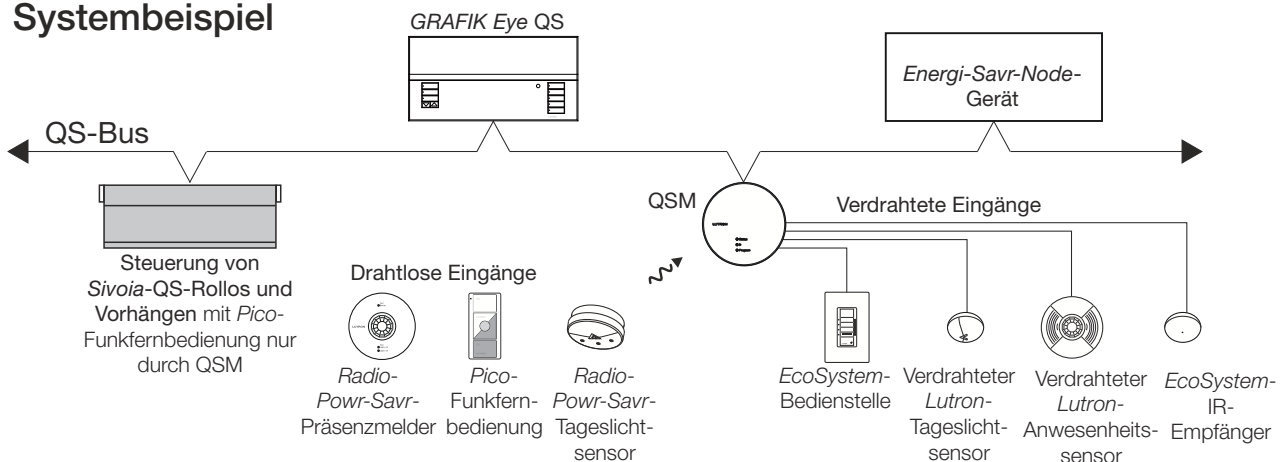 Systembeispiel
GRAFIK Eye QS
Energi-Savr-Node-
Gerät
QS-Bus
QSM
Verdrahtete Eingänge
Steuerung von
Sivoia-QS-Rollos und
Vorhängen mit Pico-
Funkfernbedienung nur
durch QSM
Drahtlose Eingänge
Radio-
Powr-Savr-
Präsenzmelder
Pico-
Funkfern-
bedienung
Radio-
Powr-Savr-
Tageslicht-
sensor
EcoSystem-
Bedienstelle
Verdrahteter
Lutron-
Tageslicht-
sensor
Verdrahteter
Lutron-
Anwesenheits-
sensor
EcoSystem-
IR-
Empfänger